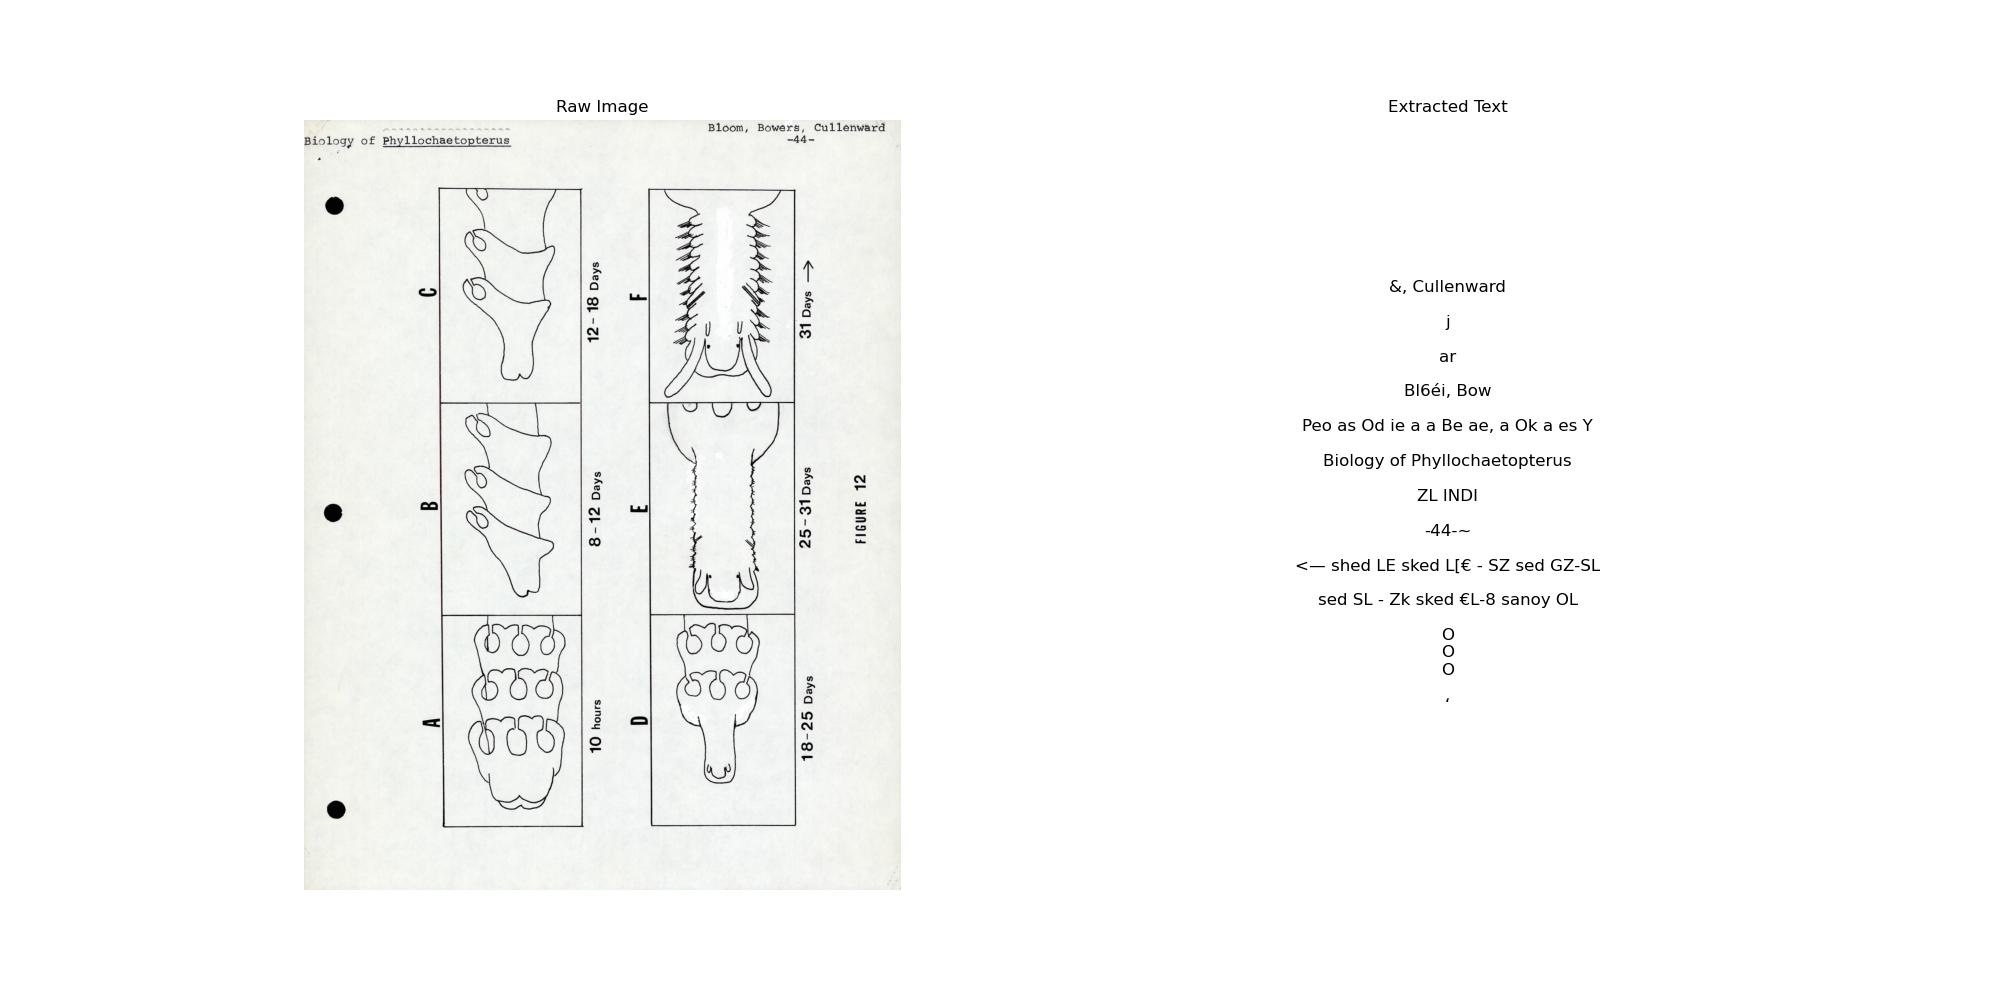 Raw Image
Bloom, Bowers, Cullenward
-44-
Biology of Phyllochaetopterus
A
10 hours
B
8-12 Days
C
12-18 Days
D
18-25 Days
E
25-31 Days
F
31 Days →
FIGURE 12
Extracted Text
&, Cullenward
j
ar
Bl6éi, Bow
Peo as Od ie a a Be ae, a Ok a es Y
Biology of Phyllochaetopterus
ZL INDI
-44-~
<— shed LE sked L[€ - SZ sed GZ-SL
sed SL - Zk sked €L-8 sanoy OL
O
O
O
‘